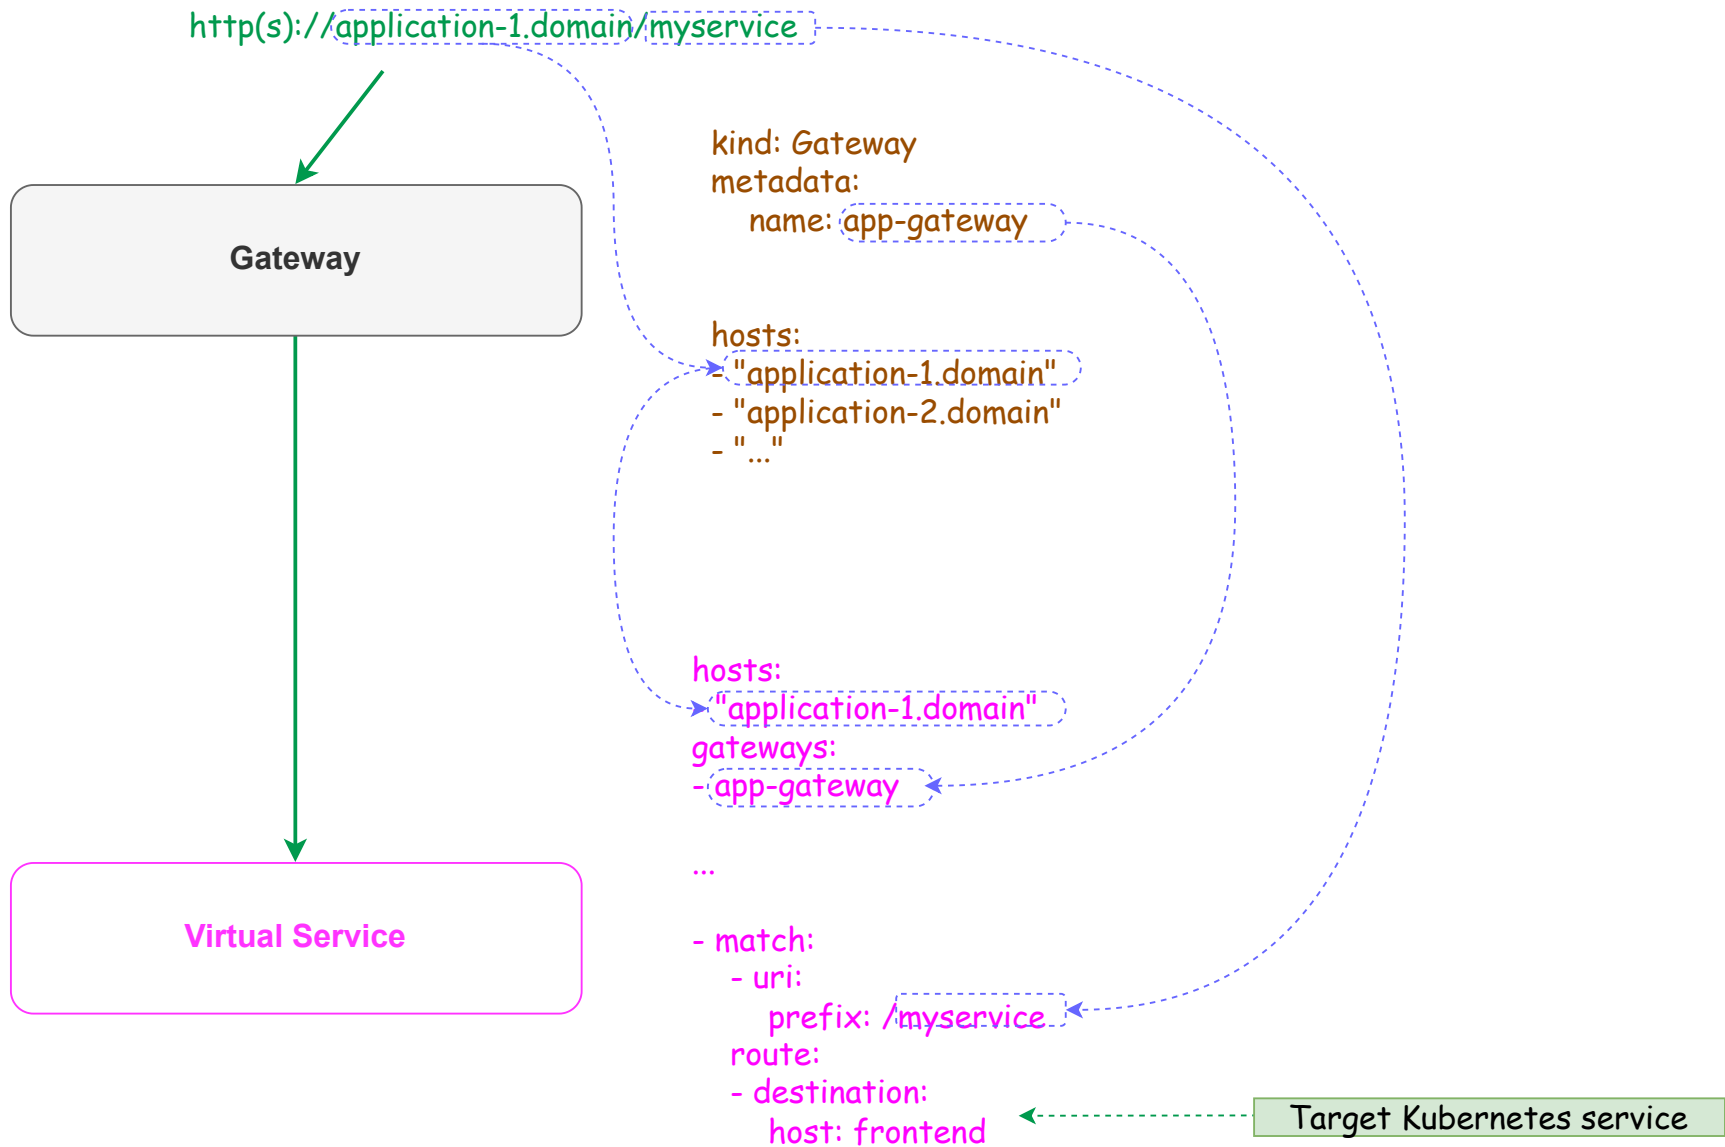 http(s)://application-1.domain/myservice
Gateway
kind: Gateway
metadata:
name: app-gateway
hosts:
- "application-1.domain"
- "application-2.domain"
- "..."
hosts:
"application-1.domain"
gateways:
- app-gateway
...
Virtual Service
- match:
- uri:
prefix: /myservice
route:
- destination:
host: frontend
Target Kubernetes service